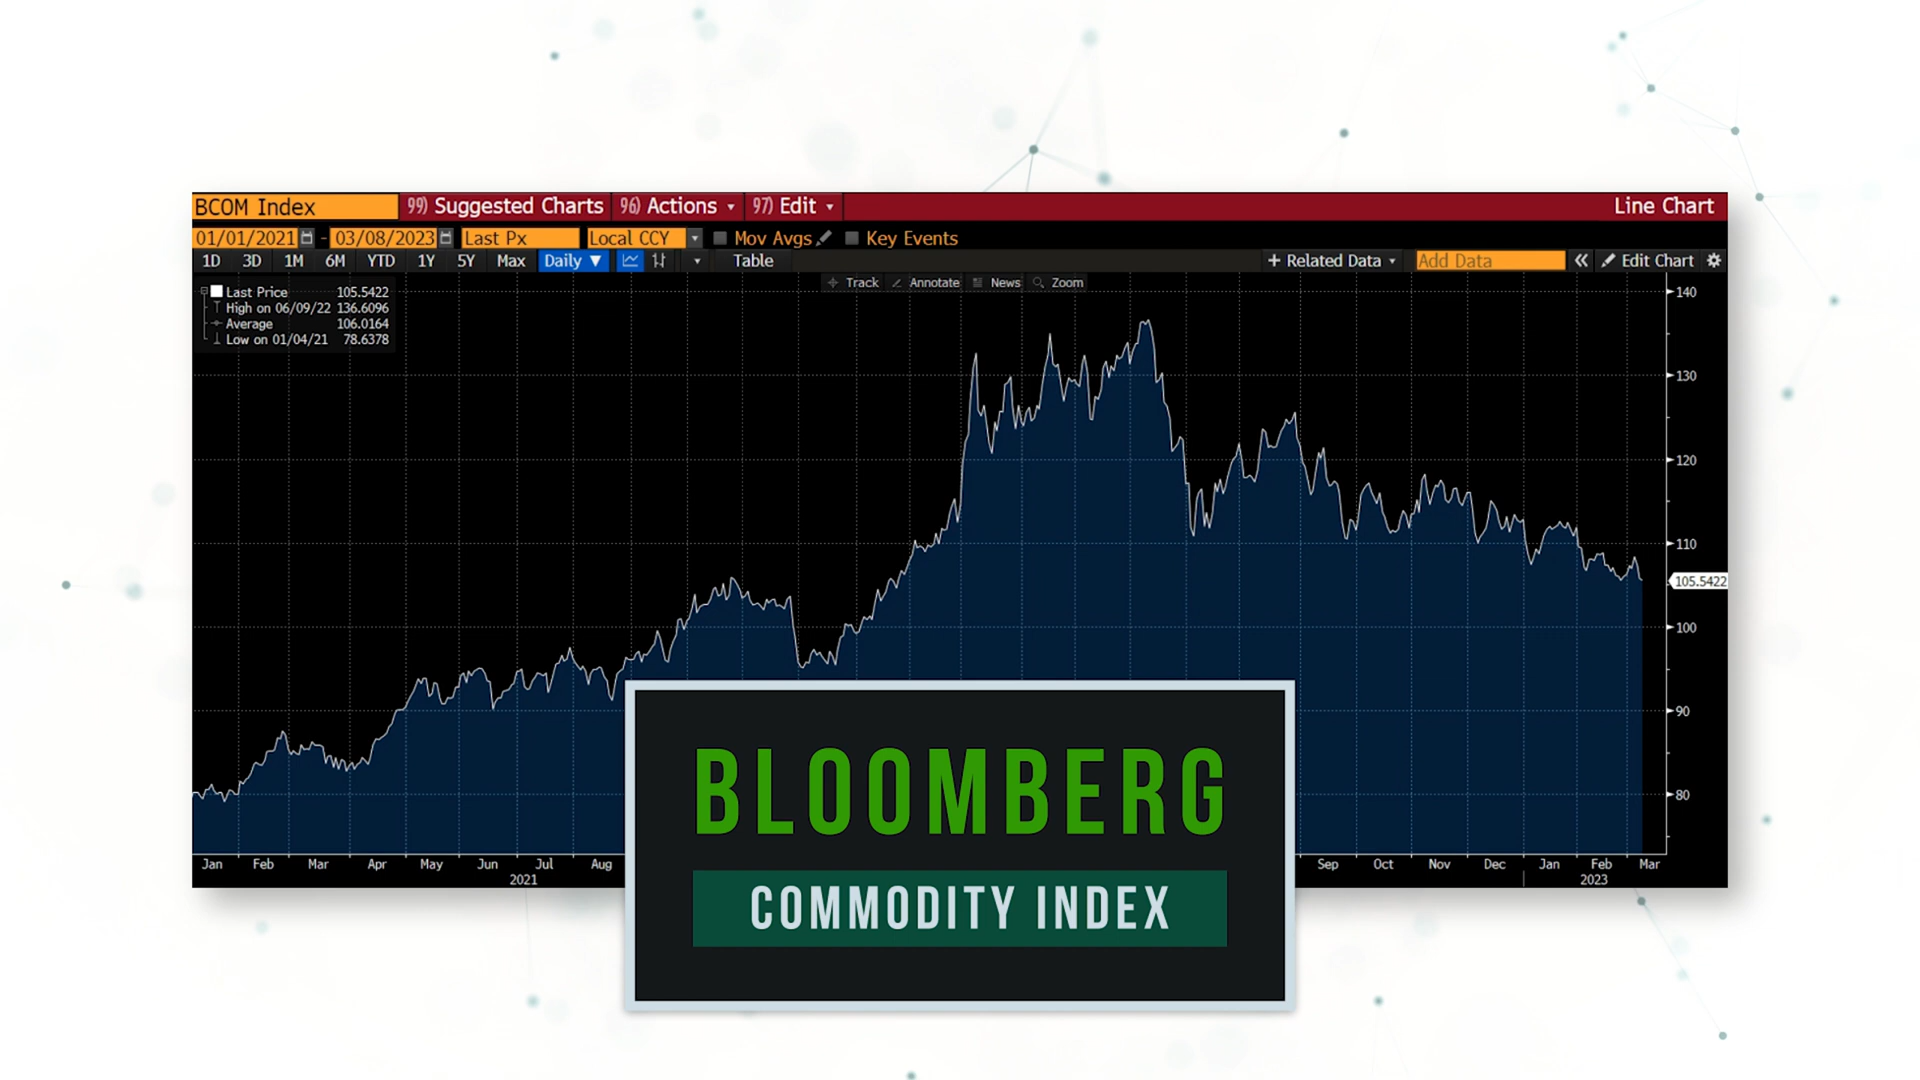 BCOM Index 99) Suggested Charts 96) Actions 97) Edit Line Chart
01/01/2021 - 03/08/2023 Last Px Local CCY Mov Avgs Key Events
1D 3D 1M 6M YTD 1Y 5Y Max Daily ▼ Table + Related Data Add Data « Edit Chart
Track Annotate News Zoom
Last Price 105.5422
High on 06/09/22 136.6096
Average 106.0164
Low on 01/04/21 78.6378
140
130
120
110
105.5422
100
90
80
Jan Feb Mar Apr May Jun Jul Aug Sep Oct Nov Dec Jan Feb Mar
2021 2023
BLOOMBERG
COMMODITY INDEX